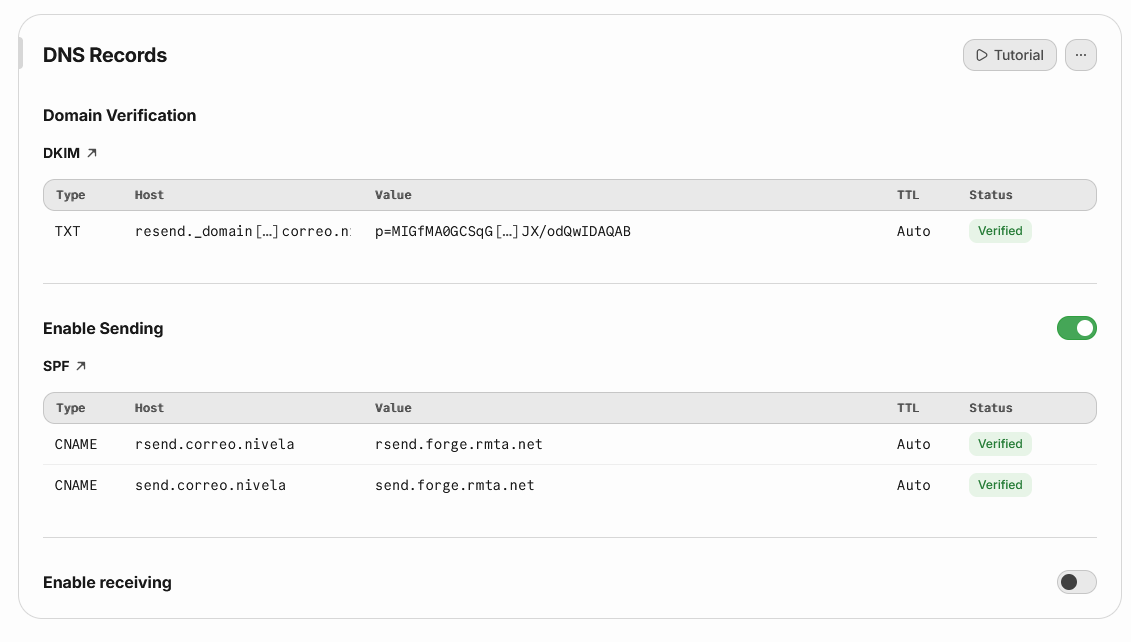 DNS Records
Tutorial
...
Domain Verification
DKIM ↗
Type Host Value TTL Status
TXT resend._domain[…]correo.n p=MIGfMA0GCSqG[…]JX/odQwIDAQAB Auto Verified
Enable Sending
SPF ↗
Type Host Value TTL Status
CNAME rsend.correo.nivela rsend.forge.rmta.net Auto Verified
CNAME send.correo.nivela send.forge.rmta.net Auto Verified
Enable receiving